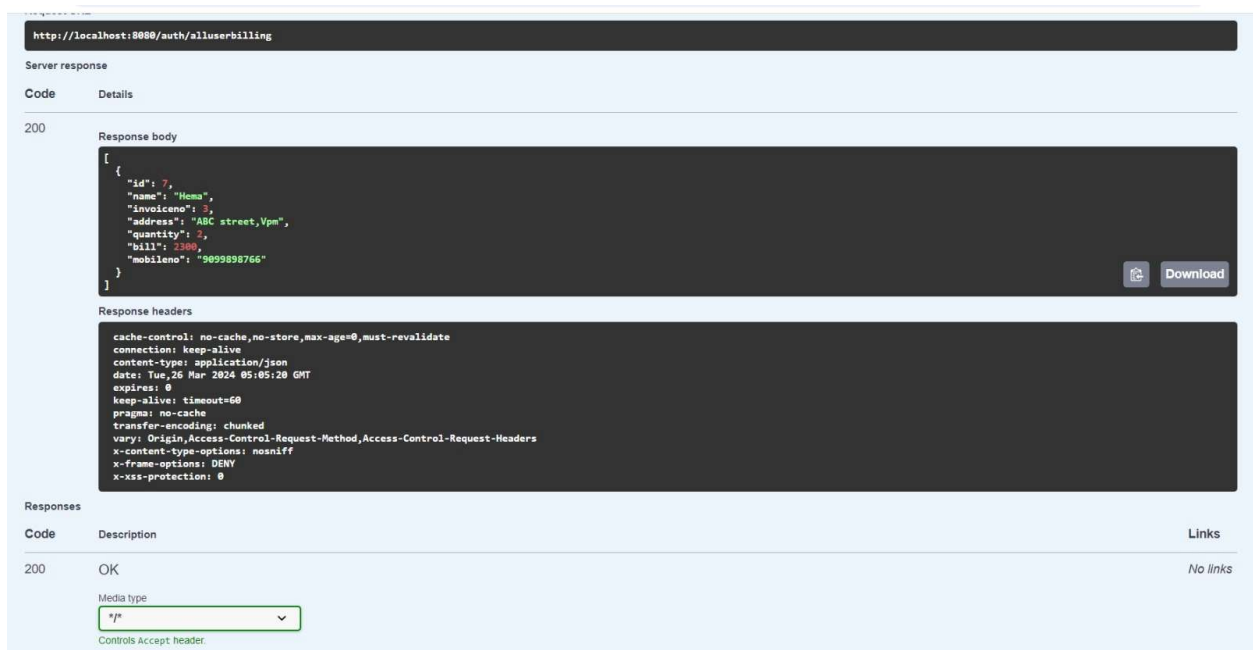 http://localhost:8080/auth/alluserbilling
Server response
Code Details
200
Response body
[
  {
    "id": 7,
    "name": "Hema",
    "invoiceno": 3,
    "address": "ABC street,Vpm",
    "quantity": 2,
    "bill": 2300,
    "mobileno": "9099898766"
  }
]
Download
Response headers
cache-control: no-cache,no-store,max-age=0,must-revalidate
connection: keep-alive
content-type: application/json
date: Tue,26 Mar 2024 05:05:20 GMT
expires: 0
keep-alive: timeout=60
pragma: no-cache
transfer-encoding: chunked
vary: Origin,Access-Control-Request-Method,Access-Control-Request-Headers
x-content-type-options: nosniff
x-frame-options: DENY
x-xss-protection: 0
Responses
Code Description Links
200 OK No links
Media type
*/*
Controls Accept header.